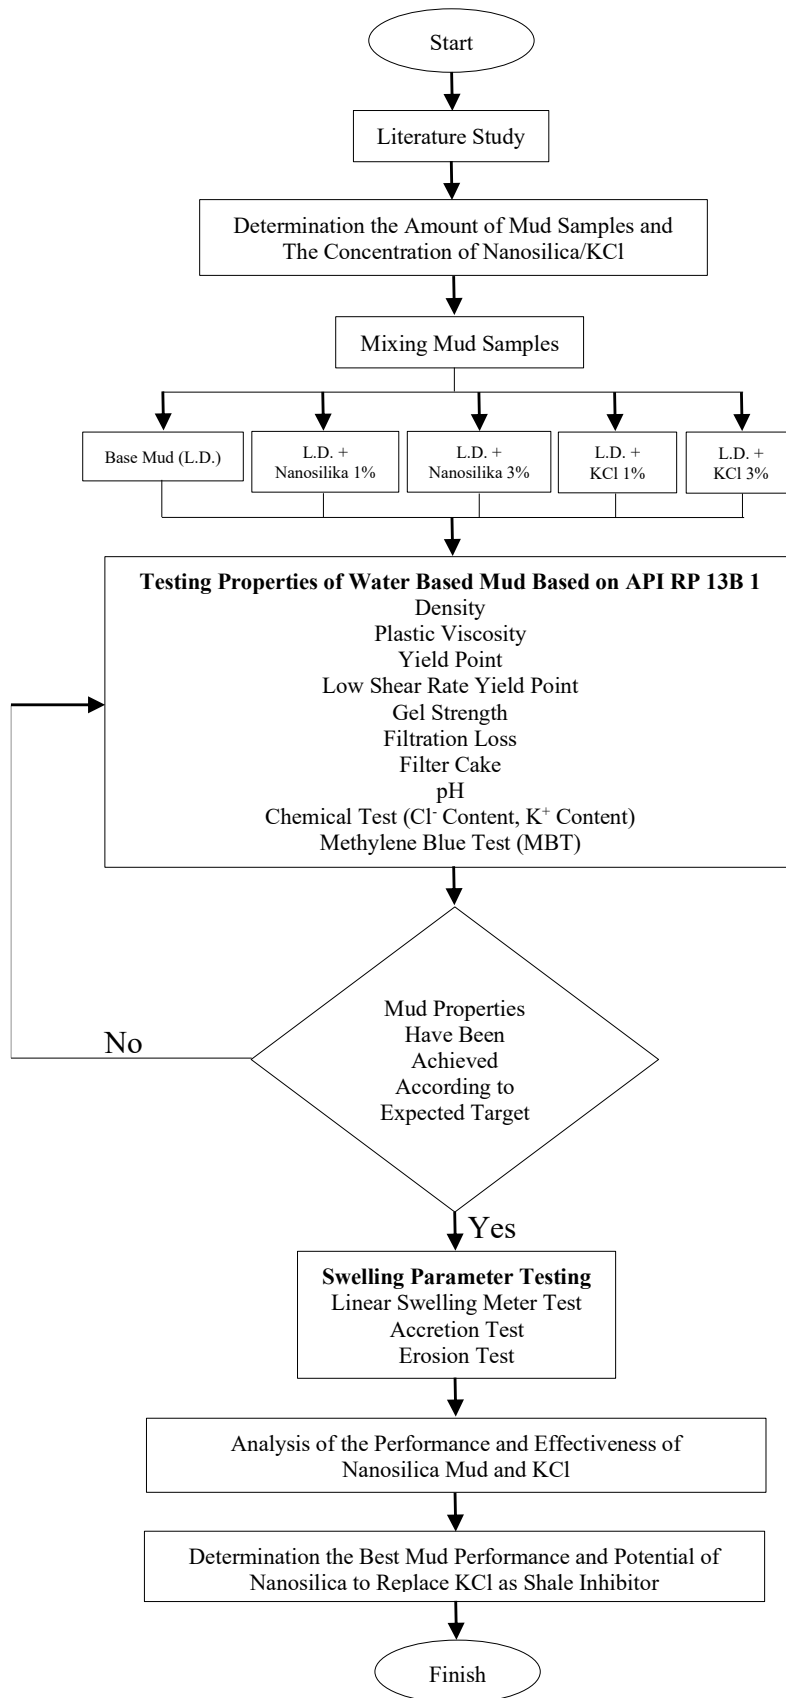 Start
Literature Study
Determination the Amount of Mud Samples and
The Concentration of Nanosilica/KCl
Mixing Mud Samples
Base Mud (L.D.)
L.D. +
Nanosilika 1%
L.D. +
Nanosilika 3%
L.D. +
KCl 1%
L.D. +
KCl 3%
Testing Properties of Water Based Mud Based on API RP 13B 1
Density
Plastic Viscosity
Yield Point
Low Shear Rate Yield Point
Gel Strength
Filtration Loss
Filter Cake
pH
Chemical Test (Cl⁻ Content, K⁺ Content)
Methylene Blue Test (MBT)
Mud Properties
Have Been
Achieved
According to
Expected Target
No
Yes
Swelling Parameter Testing
Linear Swelling Meter Test
Accretion Test
Erosion Test
Analysis of the Performance and Effectiveness of
Nanosilica Mud and KCl
Determination the Best Mud Performance and Potential of
Nanosilica to Replace KCl as Shale Inhibitor
Finish